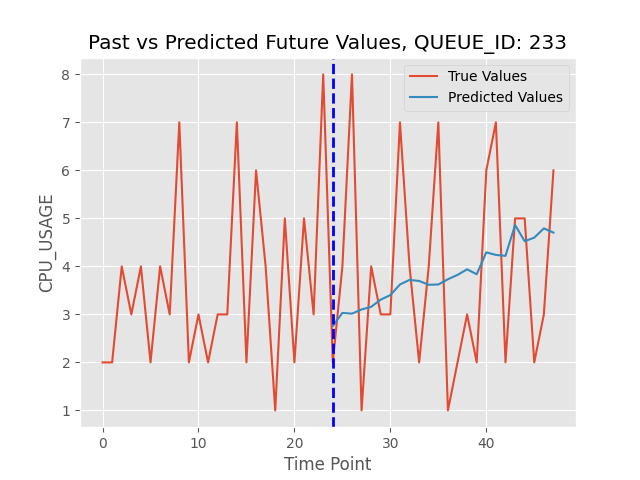 Past vs Predicted Future Values, QUEUE_ID: 233
True Values
Predicted Values
CPU_USAGE
8
7
6
5
4
3
2
1
0 10 20 30 40
Time Point